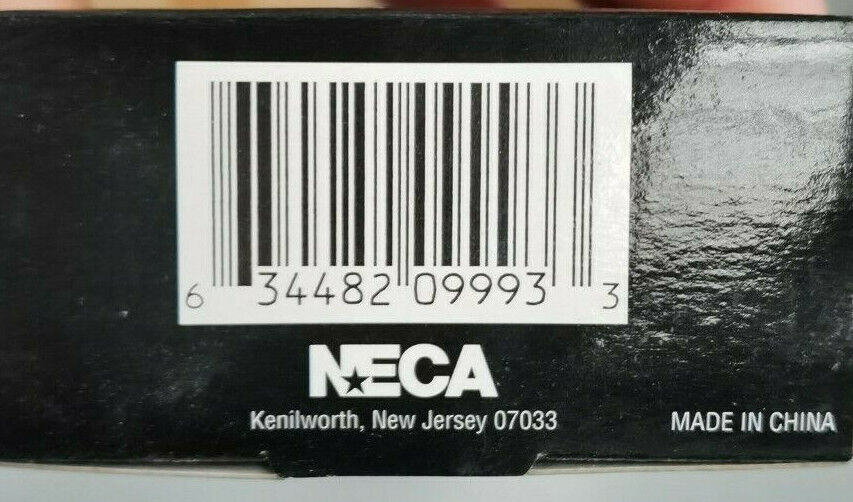 6 34482 09993 3
NECA
Kenilworth, New Jersey 07033
MADE IN CHINA